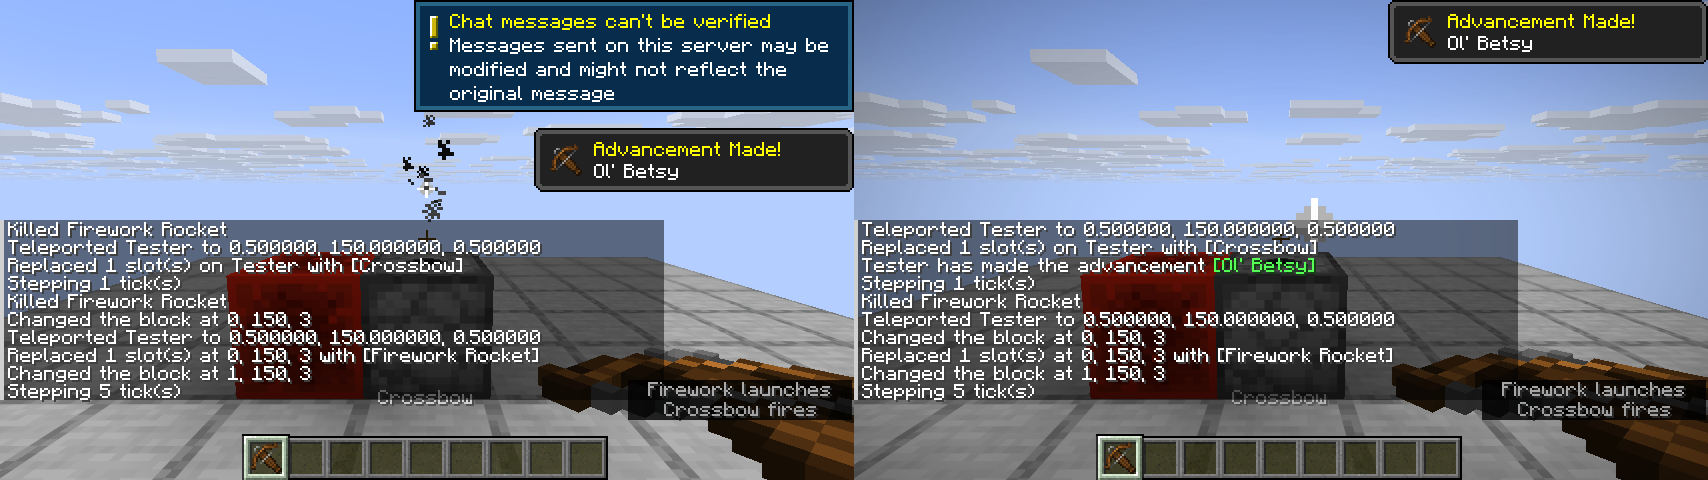 Chat messages can't be verified
Messages sent on this server may be
modified and might not reflect the
original message
Advancement Made!
Ol' Betsy
Killed Firework Rocket
Teleported Tester to 0.500000, 150.000000, 0.500000
Replaced 1 slot(s) on Tester with [Crossbow]
Stepping 1 tick(s)
Killed Firework Rocket
Changed the block at 0, 150, 3
Teleported Tester to 0.500000, 150.000000, 0.500000
Replaced 1 slot(s) at 0, 150, 3 with [Firework Rocket]
Changed the block at 1, 150, 3
Stepping 5 tick(s)
Crossbow
Firework launches
Crossbow fires
Advancement Made!
Ol' Betsy
Teleported Tester to 0.500000, 150.000000, 0.500000
Replaced 1 slot(s) on Tester with [Crossbow]
Tester has made the advancement [Ol' Betsy]
Stepping 1 tick(s)
Killed Firework Rocket
Teleported Tester to 0.500000, 150.000000, 0.500000
Changed the block at 0, 150, 3
Replaced 1 slot(s) at 0, 150, 3 with [Firework Rocket]
Changed the block at 1, 150, 3
Stepping 5 tick(s)
Crossbow
Firework launches
Crossbow fires